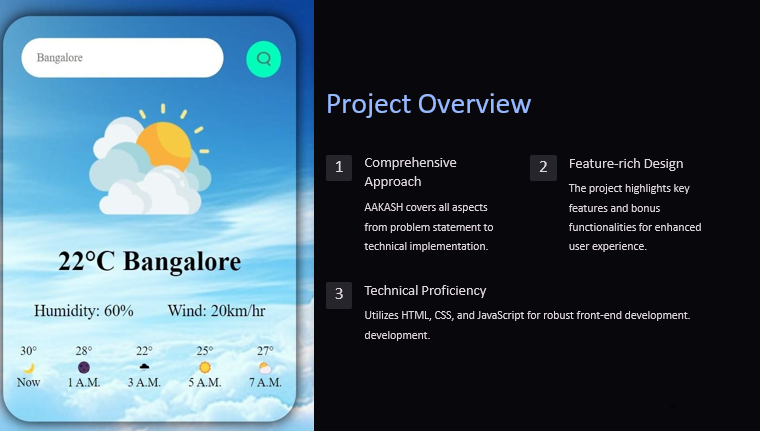 Bangalore
22°C Bangalore
Humidity: 60% Wind: 20km/hr
30° 28° 22° 25° 27°
Now 1 A.M. 3 A.M. 5 A.M. 7 A.M.
Project Overview
1
Comprehensive
Approach
AAKASH covers all aspects
from problem statement to
technical implementation.
2
Feature-rich Design
The project highlights key
features and bonus
functionalities for enhanced
user experience.
3
Technical Proficiency
Utilizes HTML, CSS, and JavaScript for robust front-end development.
development.